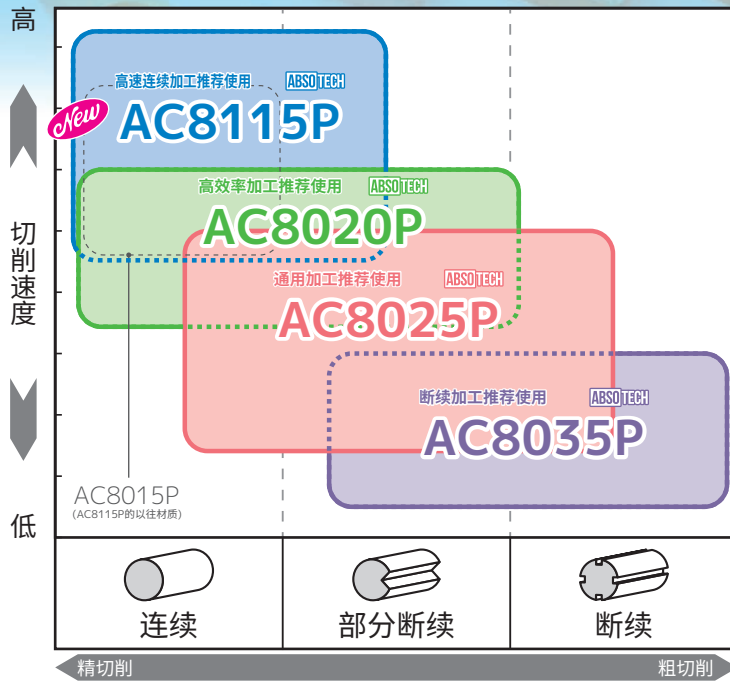 高
高速连续加工推荐使用 ABSOTECH
New
AC8115P
高效率加工推荐使用 ABSOTECH
AC8020P
切削速度
通用加工推荐使用 ABSOTECH
AC8025P
断续加工推荐使用 ABSOTECH
AC8035P
AC8015P
(AC8115P的以往材质)
低
连续
部分断续
断续
精切削
粗切削